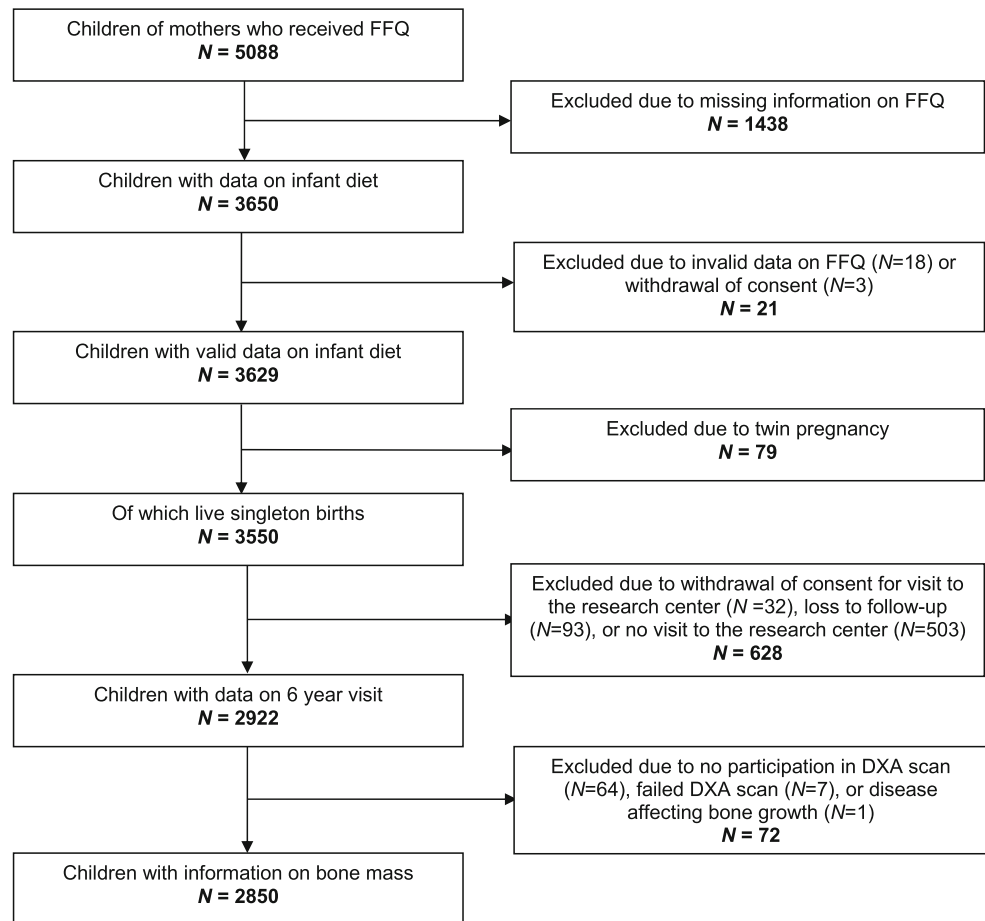 Children of mothers who received FFQ
N = 5088
Excluded due to missing information on FFQ
N = 1438
Children with data on infant diet
N = 3650
Excluded due to invalid data on FFQ (N=18) or
withdrawal of consent (N=3)
N = 21
Children with valid data on infant diet
N = 3629
Excluded due to twin pregnancy
N = 79
Of which live singleton births
N = 3550
Excluded due to withdrawal of consent for visit to
the research center (N =32), loss to follow-up
(N=93), or no visit to the research center (N=503)
N = 628
Children with data on 6 year visit
N = 2922
Excluded due to no participation in DXA scan
(N=64), failed DXA scan (N=7), or disease
affecting bone growth (N=1)
N = 72
Children with information on bone mass
N = 2850